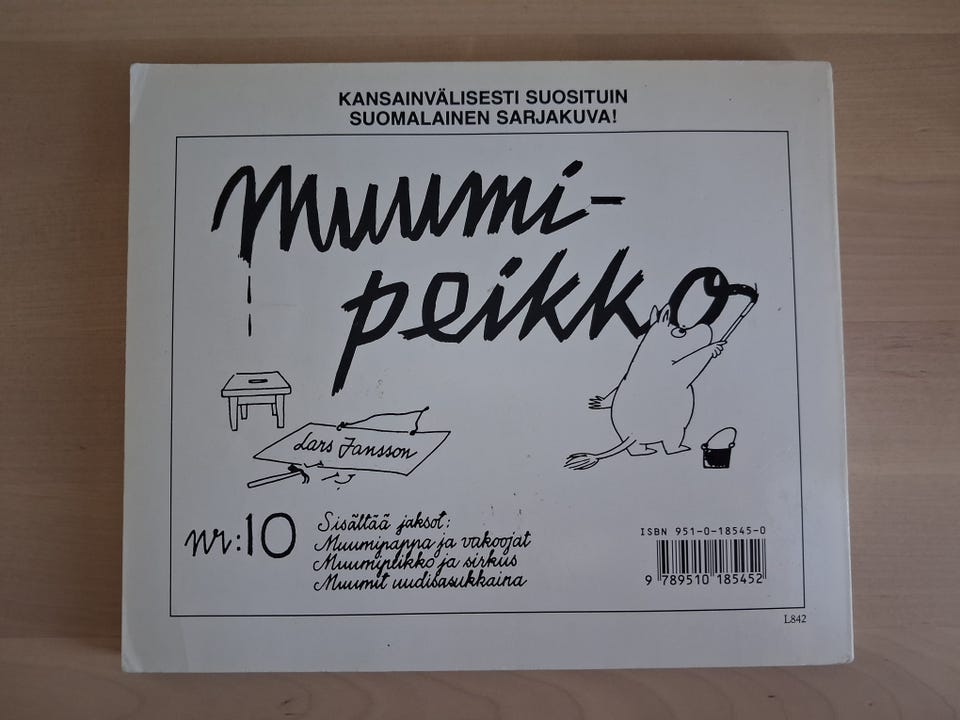 KANSAINVÄLISESTI SUOSITUIN
SUOMALAINEN SARJAKUVA!
Muumi-
peikko
Lars Jansson
nr:10
Sisältää jaksot:
Muumipappa ja vakoojat
Muumipeikko ja sirkus
Muumit uudisasukkaina
ISBN 951-0-18545-0
9 789510 185452
L842